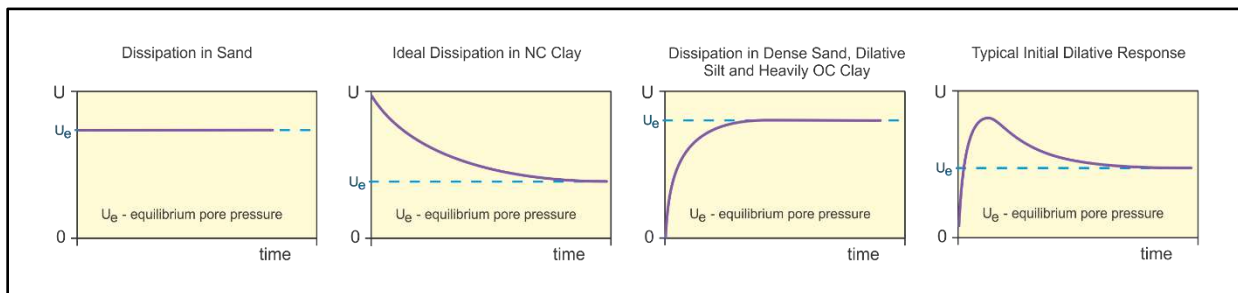 Dissipation in Sand
U
Ue
Ue - equilibrium pore pressure
0
time
Ideal Dissipation in NC Clay
U
Ue
Ue - equilibrium pore pressure
0
time
Dissipation in Dense Sand, Dilative
Silt and Heavily OC Clay
U
Ue
Ue - equilibrium pore pressure
0
time
Typical Initial Dilative Response
U
Ue
Ue - equilibrium pore pressure
0
time